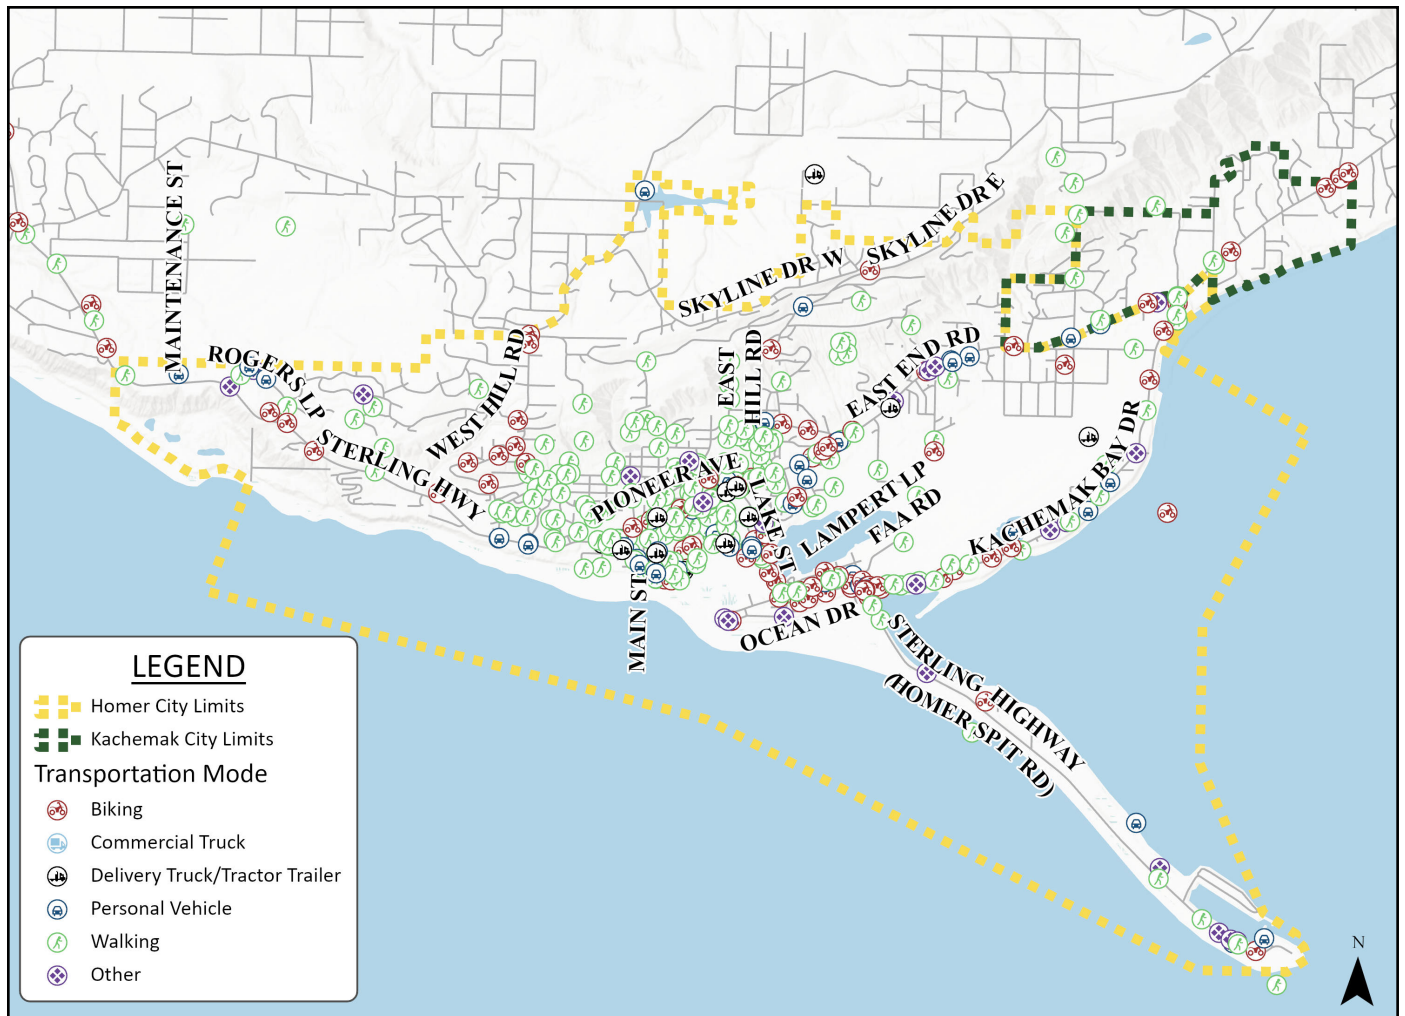 MAINTENANCE ST
SKYLINE DR E
SKYLINE DR W
ROGERS LP
WEST HILL RD
EAST
HILL RD
EAST END RD
STERLING HWY
PIONEER AVE
LAKE ST
LAMPERT LP
FAA RD
KACHEMAK BAY DR
MAIN ST
OCEAN DR
STERLING HIGHWAY
(HOMER SPIT RD)
LEGEND
Homer City Limits
Kachemak City Limits
Transportation Mode
Biking
Commercial Truck
Delivery Truck/Tractor Trailer
Personal Vehicle
Walking
Other
N